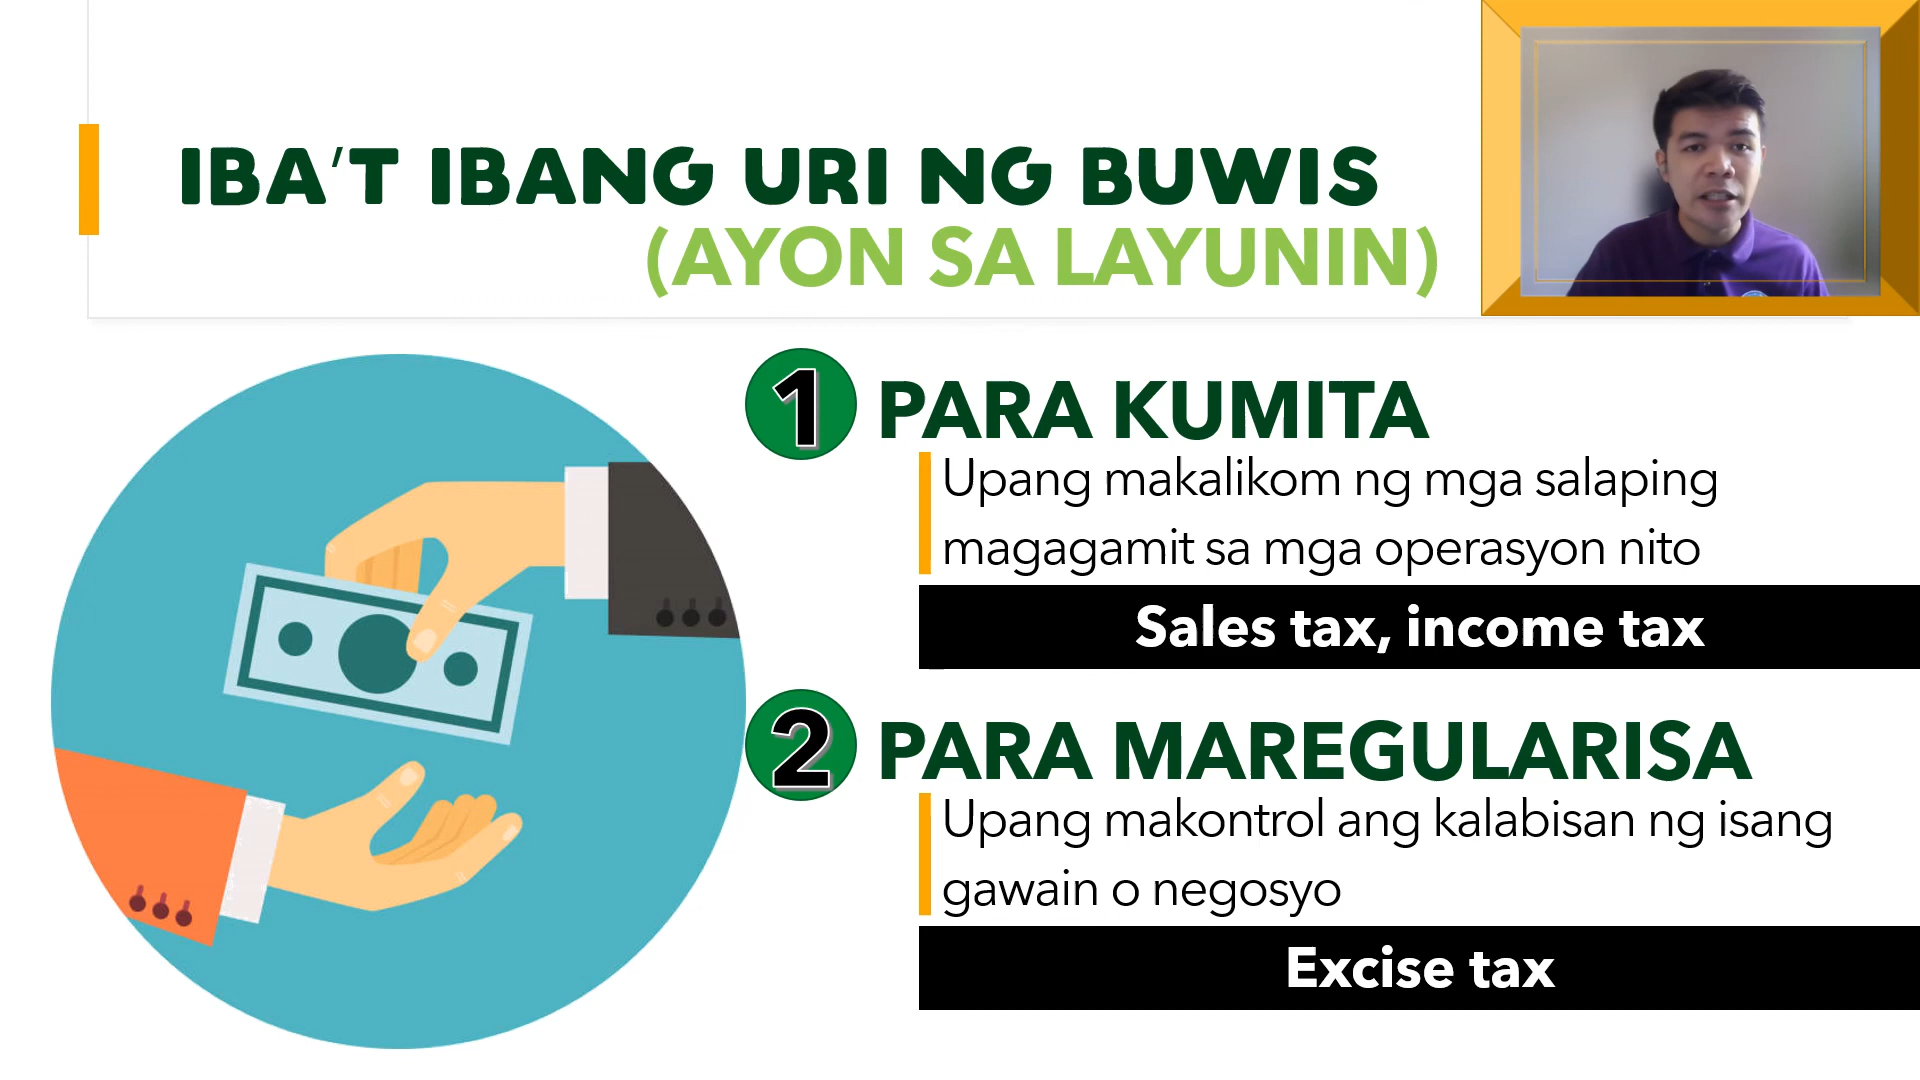 IBA'T IBANG URI NG BUWIS
(AYON SA LAYUNIN)
1 PARA KUMITA
Upang makalikom ng mga salaping
magagamit sa mga operasyon nito
Sales tax, income tax
2 PARA MAREGULARISA
Upang makontrol ang kalabisan ng isang
gawain o negosyo
Excise tax